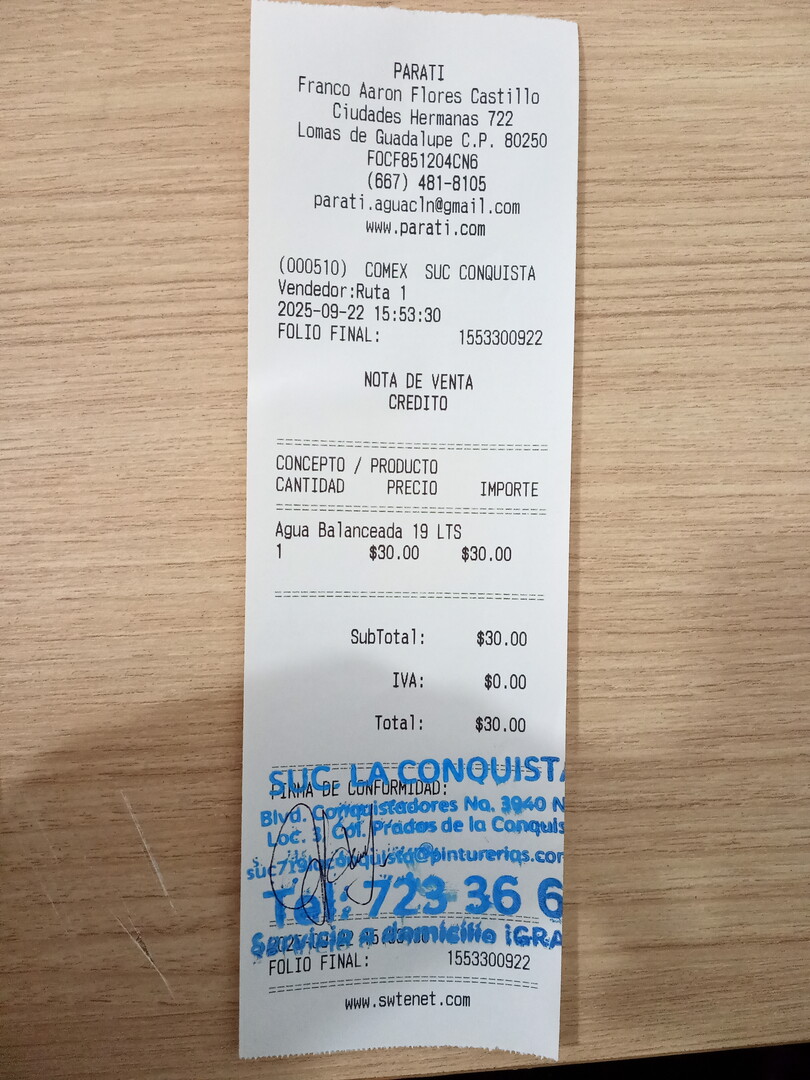 PARATI
Franco Aaron Flores Castillo
Ciudades Hermanas 722
Lomas de Guadalupe C.P. 80250
FOCF851204CN6
(667) 481-8105
parati.aguacln@gmail.com
www.parati.com
(000510) COMEX SUC CONQUISTA
Vendedor:Ruta 1
2025-09-22 15:53:30
FOLIO FINAL: 1553300922
NOTA DE VENTA
CREDITO
CONCEPTO / PRODUCTO
CANTIDAD PRECIO IMPORTE
Agua Balanceada 19 LTS
1 $30.00 $30.00
SubTotal: $30.00
IVA: $0.00
Total: $30.00
SUC. LA CONQUISTA
FIRMA DE CONFORMIDAD:
Blvd. Conquistadores No. 3940 N
Loc. 3, Col. Prados de la Conquis
Tel: 723 36 6
Servicio a domicilio ¡GRA
FOLIO FINAL: 1553300922
www.swtenet.com